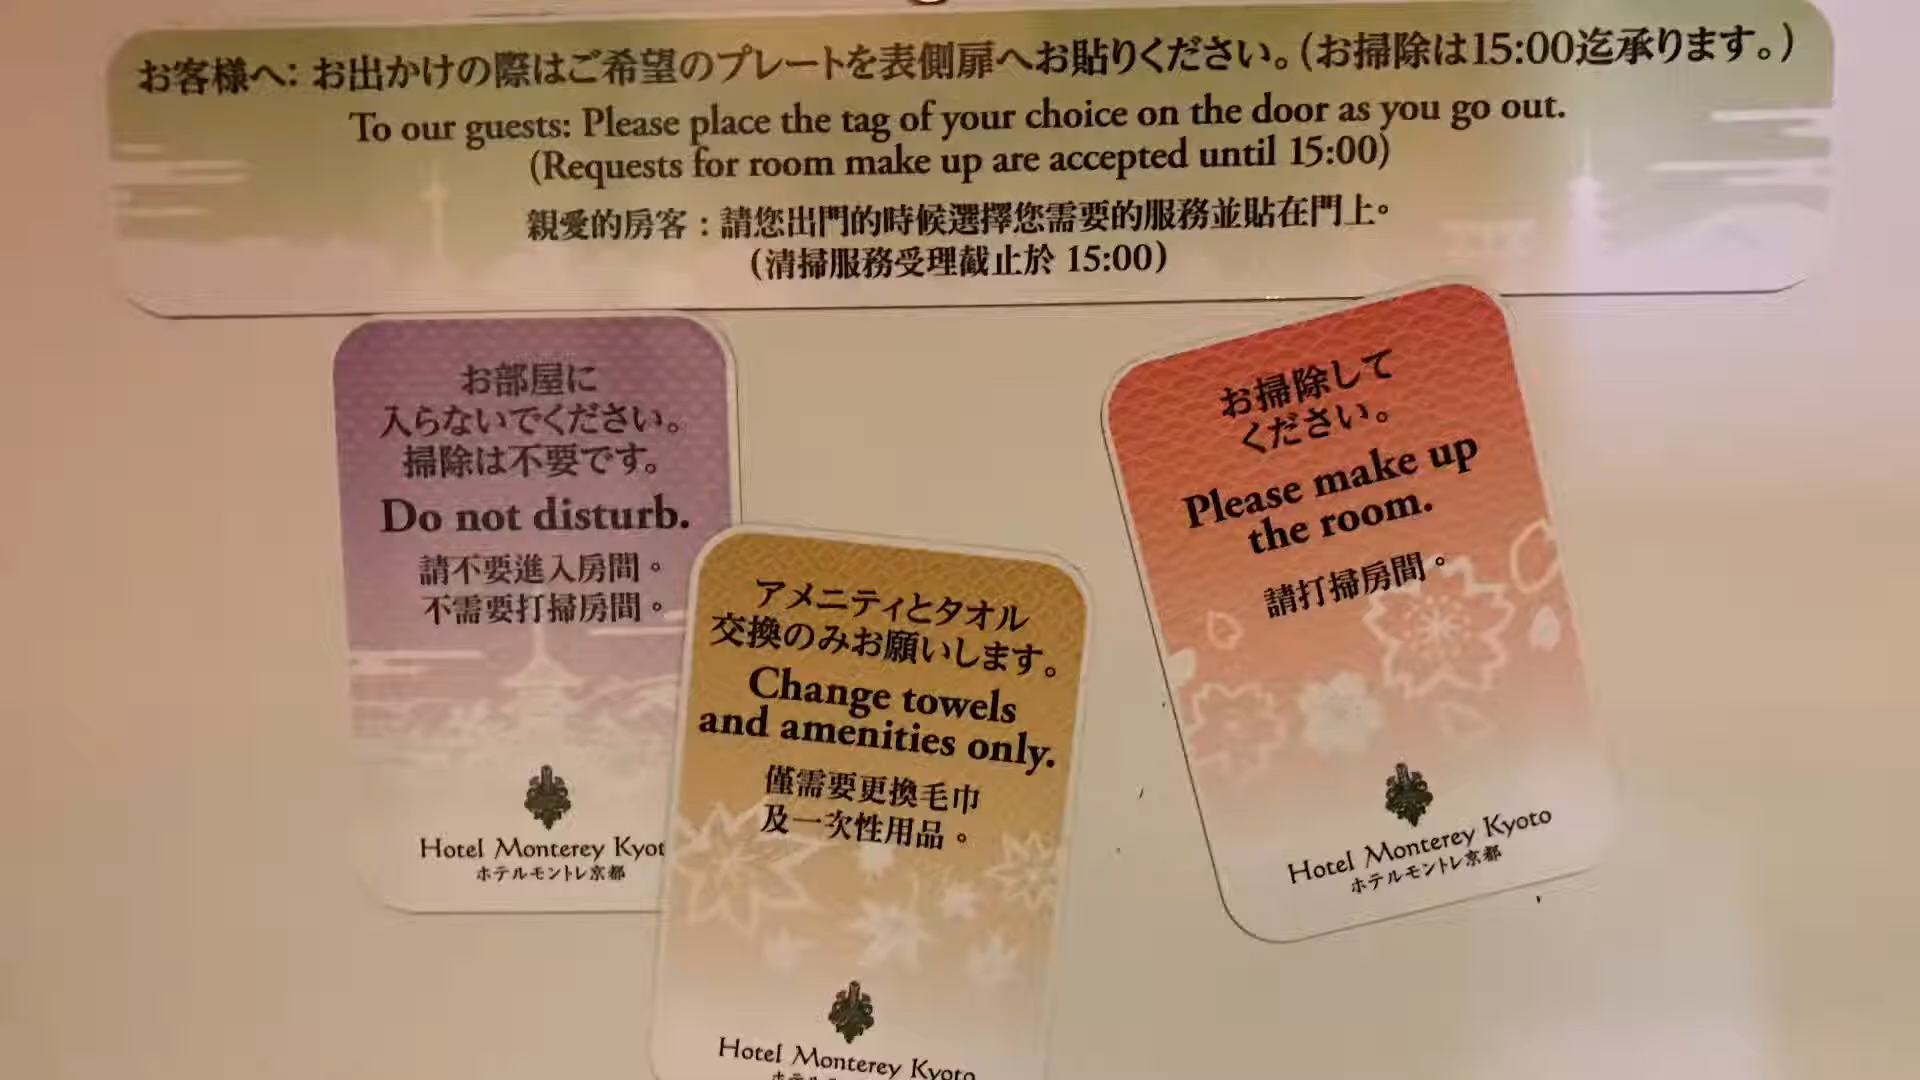 お客様へ: お出かけの際はご希望のプレートを表側扉へお貼りください。(お掃除は15:00迄承ります。)
To our guests: Please place the tag of your choice on the door as you go out.
(Requests for room make up are accepted until 15:00)
親愛的房客：請您出門的時候選擇您需要的服務並貼在門上。
(清掃服務受理截止於 15:00)
お部屋に
入らないでください。
掃除は不要です。
Do not disturb.
請不要進入房間。
不需要打掃房間。
Hotel Monterey Kyot
ホテルモントレ京都
アメニティとタオル
交換のみお願いします。
Change towels
and amenities only.
僅需要更換毛巾
及一次性用品。
Hotel Monterey Kyoto
お掃除して
ください。
Please make up
the room.
請打掃房間。
Hotel Monterey Kyoto
ホテルモントレ京都